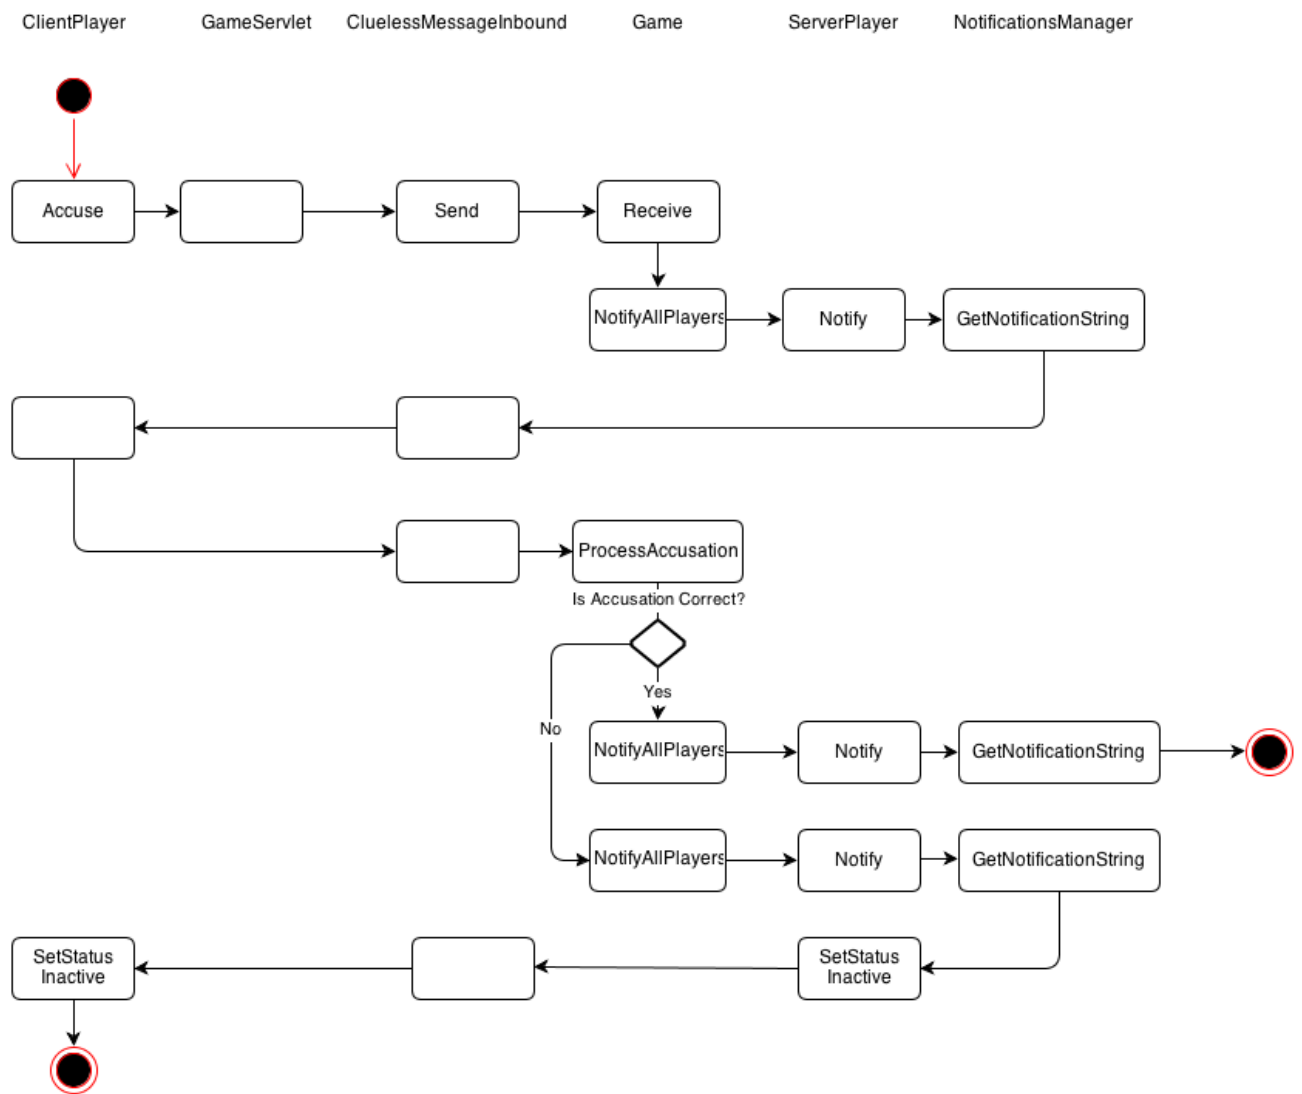 ClientPlayer
GameServlet
CluelessMessageInbound
Game
ServerPlayer
NotificationsManager
Accuse
Send
Receive
NotifyAllPlayers
Notify
GetNotificationString
ProcessAccusation
Is Accusation Correct?
Yes
No
NotifyAllPlayers
Notify
GetNotificationString
NotifyAllPlayers
Notify
GetNotificationString
SetStatus
Inactive
SetStatus
Inactive